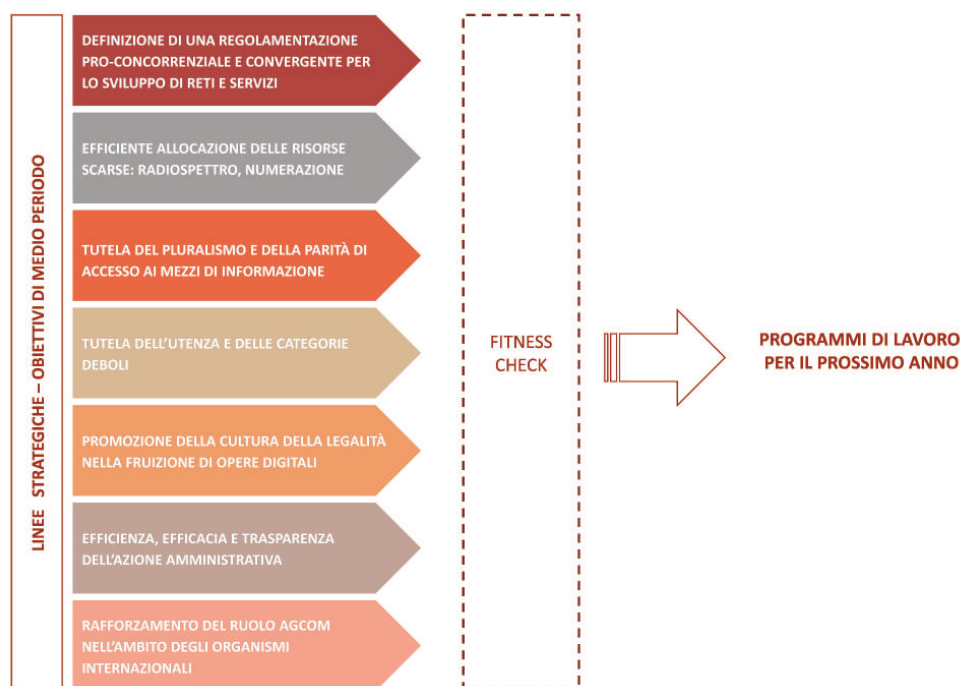 LINEE STRATEGICHE – OBIETTIVI DI MEDIO PERIODO
DEFINIZIONE DI UNA REGOLAMENTAZIONE
PRO-CONCORRENZIALE E CONVERGENTE PER
LO SVILUPPO DI RETI E SERVIZI
EFFICIENTE ALLOCAZIONE DELLE RISORSE
SCARSE: RADIOSPETTRO, NUMERAZIONE
TUTELA DEL PLURALISMO E DELLA PARITÀ DI
ACCESSO AI MEZZI DI INFORMAZIONE
TUTELA DELL'UTENZA E DELLE CATEGORIE
DEBOLI
PROMOZIONE DELLA CULTURA DELLA LEGALITÀ
NELLA FRUIZIONE DI OPERE DIGITALI
EFFICIENZA, EFFICACIA E TRASPARENZA
DELL'AZIONE AMMINISTRATIVA
RAFFORZAMENTO DEL RUOLO AGCOM
NELL'AMBITO DEGLI ORGANISMI
INTERNAZIONALI
FITNESS
CHECK
PROGRAMMI DI LAVORO
PER IL PROSSIMO ANNO